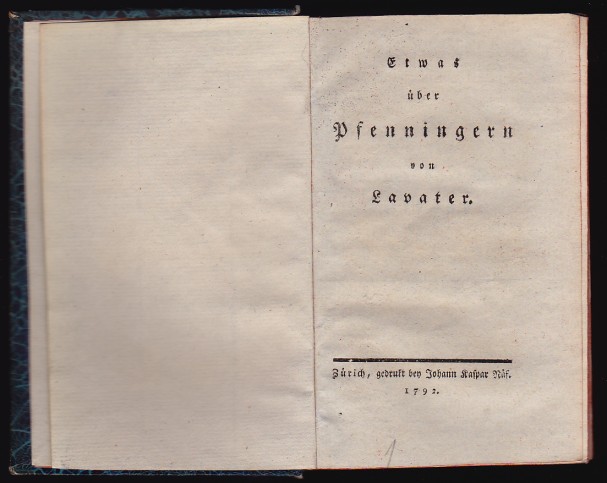 Etwas
über
Pfenningern
von
Lavater.
Zürich, gedrukt bey Johann Kaſpar Näf.
1792.